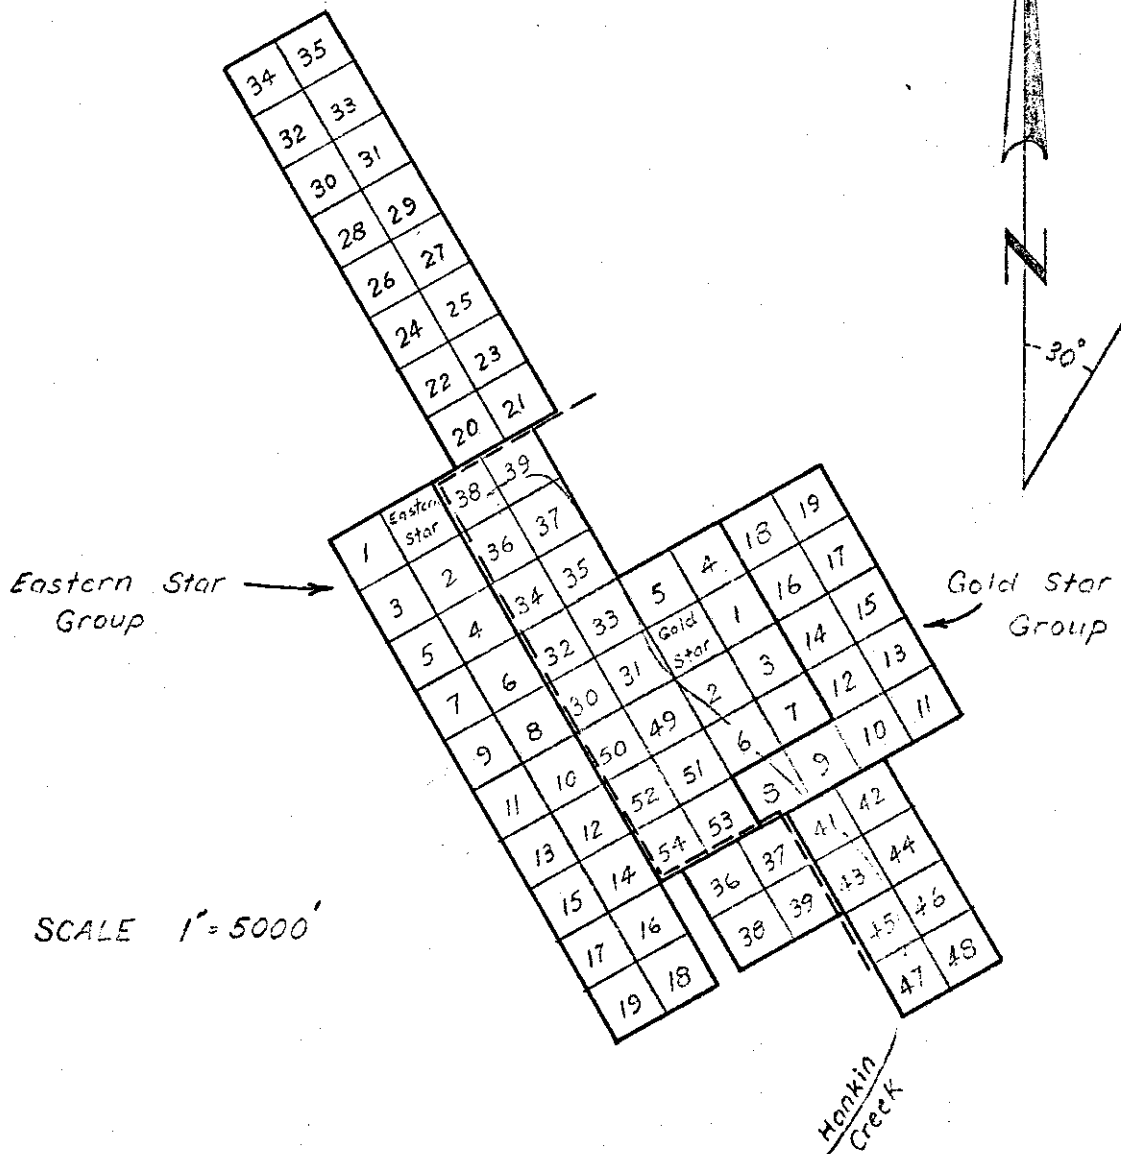 34 35
32 33
30 31
28 29
26 27
24 25
22 23
20 21
N
30°
1 Eastern Star 38 39
3 2 36 37
5 4 34 35
7 6 32 33 5 4 18 19
9 8 30 31 Gold Star 1 16 17
11 10 50 49 2 3 14 15
13 12 52 51 6 7 12 13
15 14 54 53 3 9 10 11
17 16
19 18
36 37 41 42
38 39 43 44
45 46
47 48
Eastern Star
Group
Gold Star
Group
SCALE 1" = 5000'
Hankin
Creek